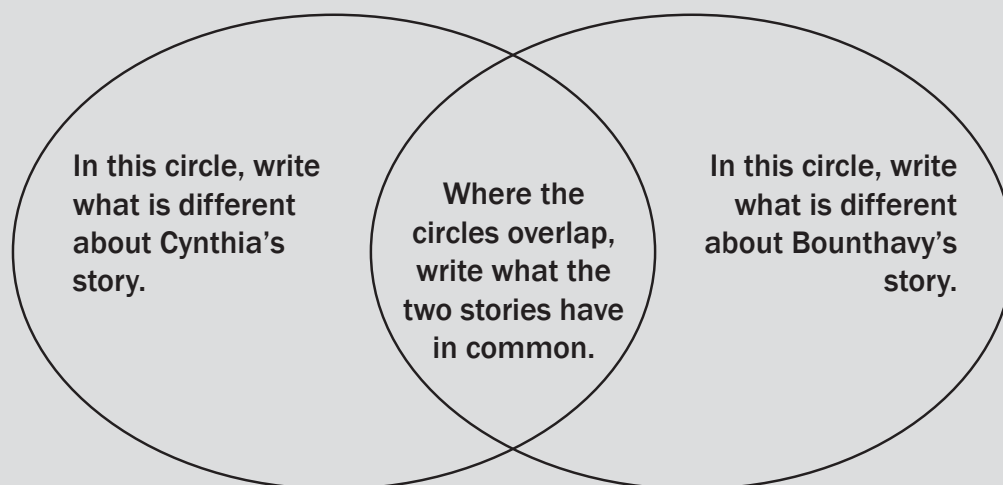 In this circle, write
what is different
about Cynthia’s
story.
Where the
circles overlap,
write what the
two stories have
in common.
In this circle, write
what is different
about Bounthavy’s
story.